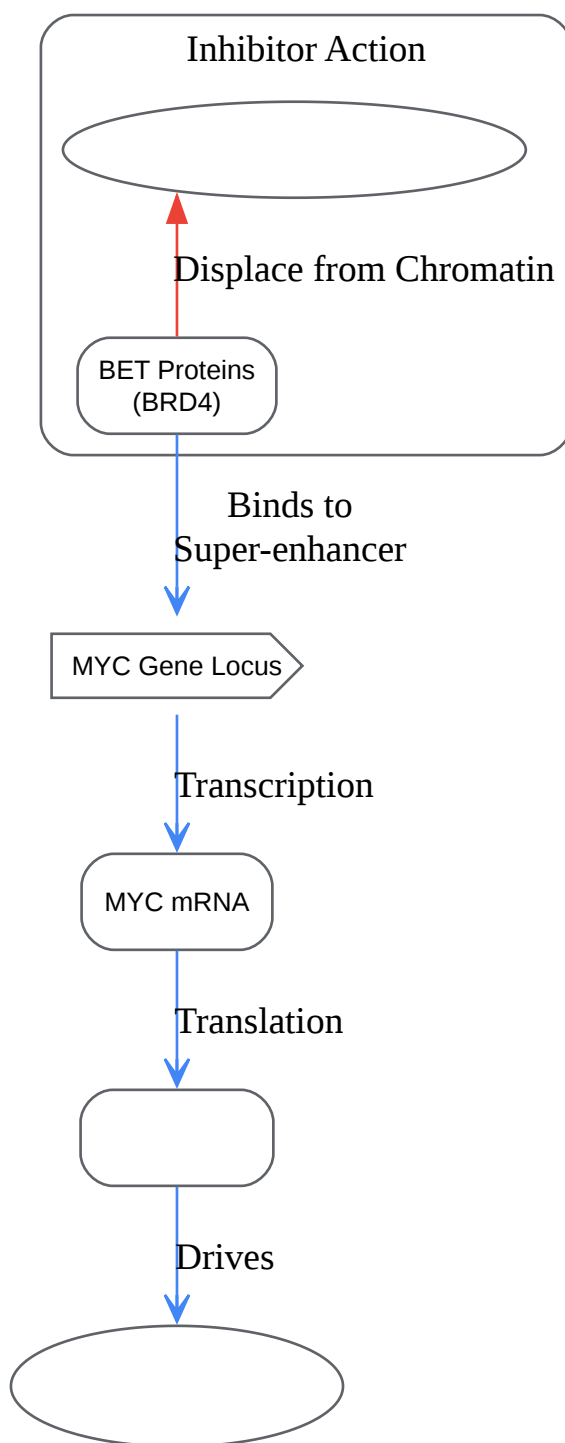 Inhibitor Action
Displace from Chromatin
BET Proteins
(BRD4)
Binds to
Super-enhancer
MYC Gene Locus
Transcription
MYC mRNA
Translation
Drives